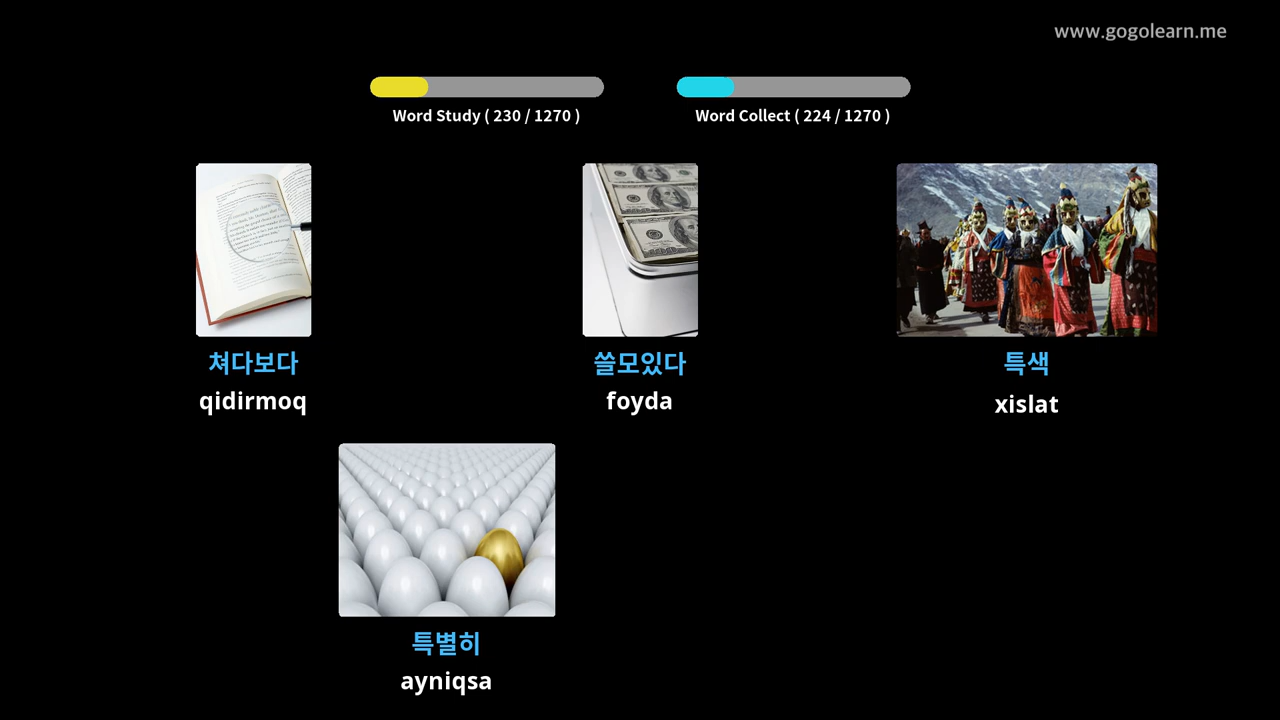 www.gogolearn.me
Word Study ( 230 / 1270 )
Word Collect ( 224 / 1270 )
쳐다보다
qidirmoq
쓸모있다
foyda
특색
xislat
특별히
ayniqsa